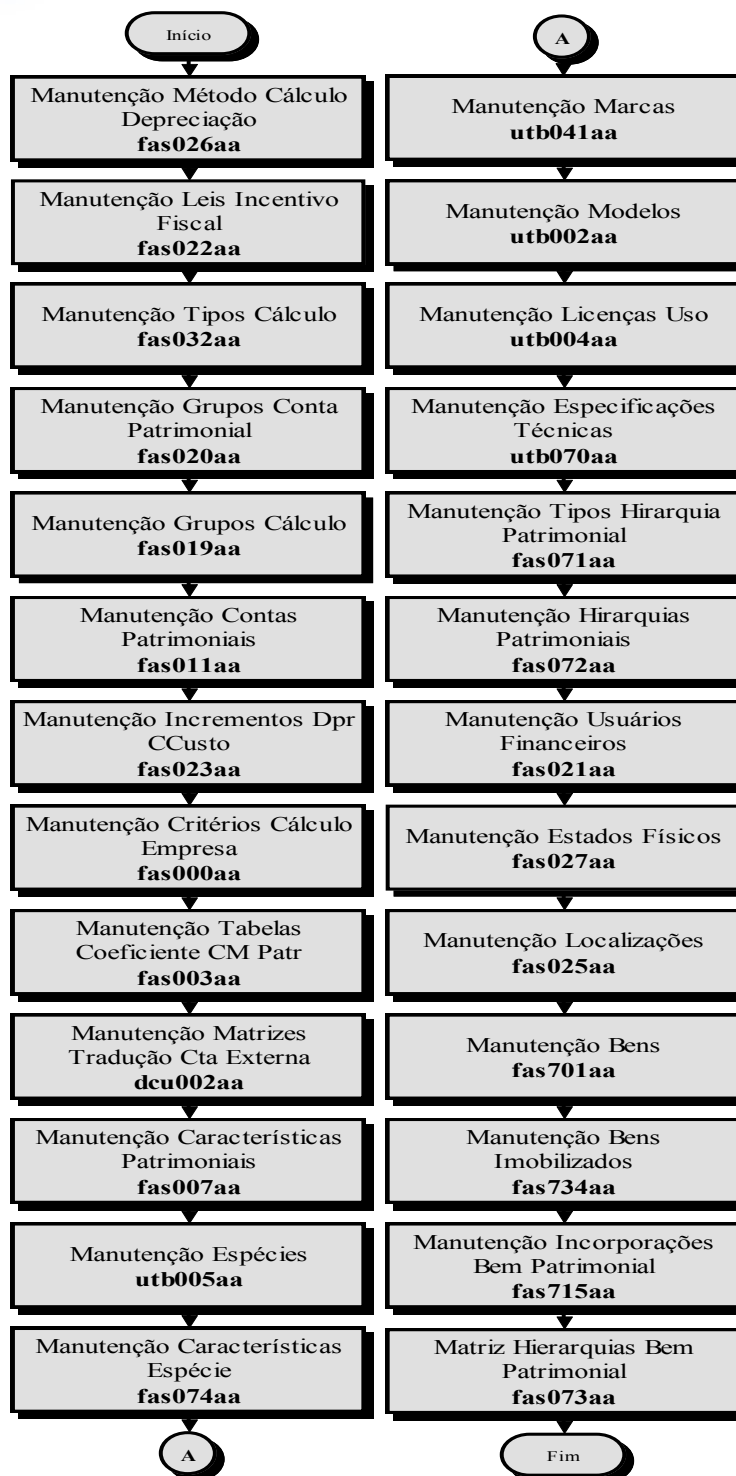 Início
Manutenção Método Cálculo
Depreciação
fas026aa
Manutenção Leis Incentivo
Fiscal
fas022aa
Manutenção Tipos Cálculo
fas032aa
Manutenção Grupos Conta
Patrimonial
fas020aa
Manutenção Grupos Cálculo
fas019aa
Manutenção Contas
Patrimoniais
fas011aa
Manutenção Incrementos Dpr
CCusto
fas023aa
Manutenção Critérios Cálculo
Empresa
fas000aa
Manutenção Tabelas
Coeficiente CM Patr
fas003aa
Manutenção Matrizes
Tradução Cta Externa
dcu002aa
Manutenção Características
Patrimoniais
fas007aa
Manutenção Espécies
utb005aa
Manutenção Características
Espécie
fas074aa
A
A
Manutenção Marcas
utb041aa
Manutenção Modelos
utb002aa
Manutenção Licenças Uso
utb004aa
Manutenção Especificações
Técnicas
utb070aa
Manutenção Tipos Hirarquia
Patrimonial
fas071aa
Manutenção Hirarquias
Patrimoniais
fas072aa
Manutenção Usuários
Financeiros
fas021aa
Manutenção Estados Físicos
fas027aa
Manutenção Localizações
fas025aa
Manutenção Bens
fas701aa
Manutenção Bens
Imobilizados
fas734aa
Manutenção Incorporações
Bem Patrimonial
fas715aa
Matriz Hierarquias Bem
Patrimonial
fas073aa
Fim